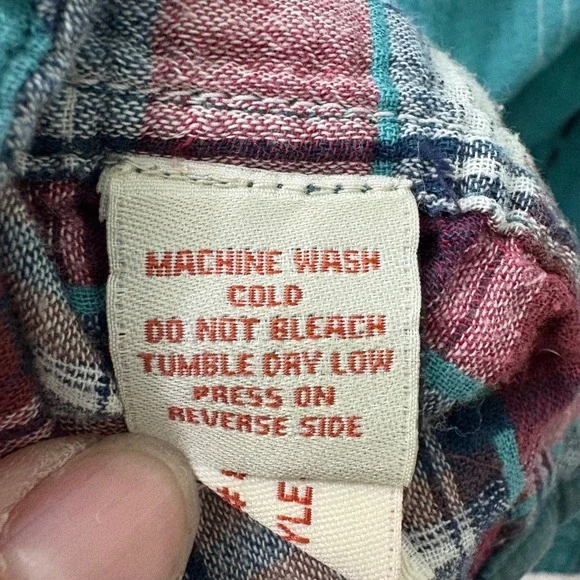 MACHINE WASH
COLD
DO NOT BLEACH
TUMBLE DRY LOW
PRESS ON
REVERSE SIDE